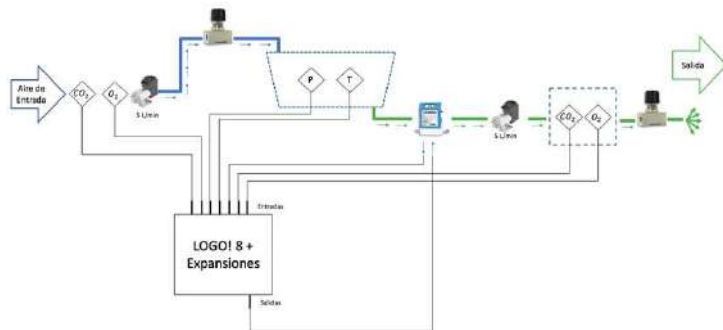 Aire de
Entrada
CO₂
O₂
5 L/min
P
T
Salida
5 L/min
CO₂
O₂
Entradas
LOGO! 8 +
Expansiones
Salidas